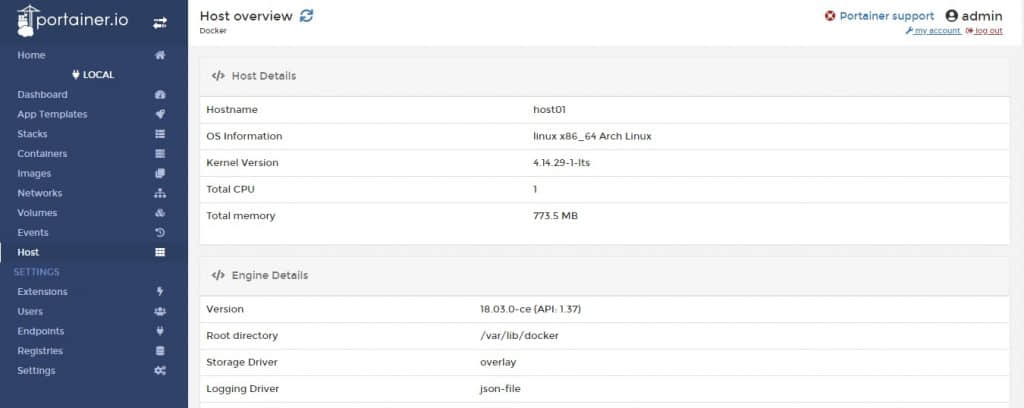 portainer.io
Home
LOCAL
Dashboard
App Templates
Stacks
Containers
Images
Networks
Volumes
Events
Host
SETTINGS
Extensions
Users
Endpoints
Registries
Settings
Host overview
Docker
Portainer support admin
my account log out
</> Host Details
Hostname host01
OS Information linux x86_64 Arch Linux
Kernel Version 4.14.29-1-lts
Total CPU 1
Total memory 773.5 MB
</> Engine Details
Version 18.03.0-ce (API: 1.37)
Root directory /var/lib/docker
Storage Driver overlay
Logging Driver json-file